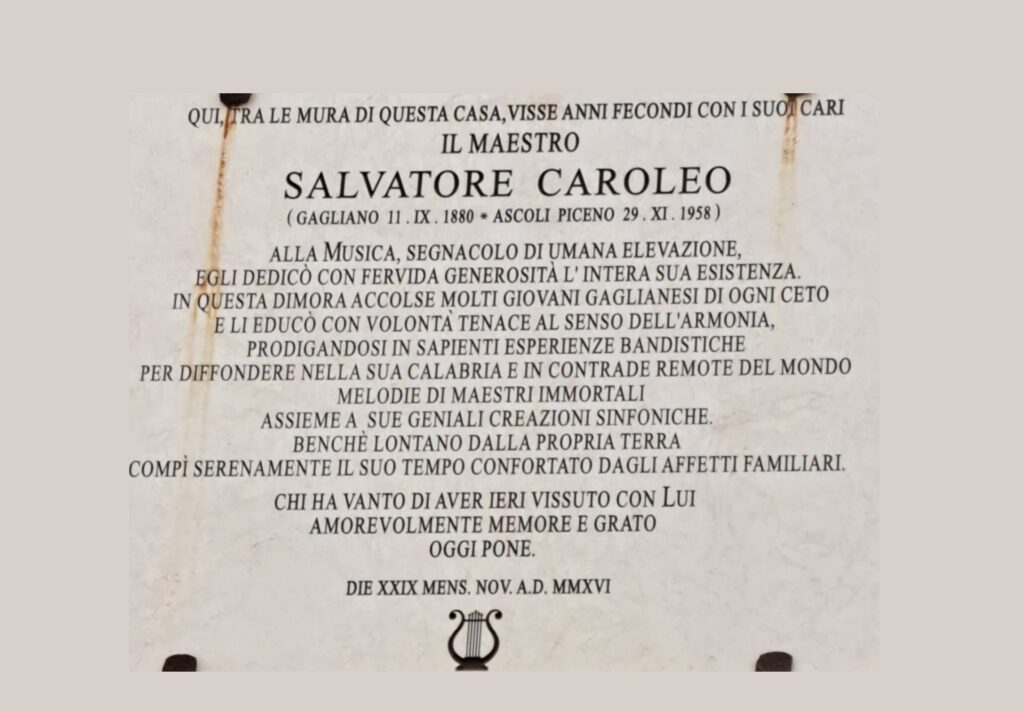 QUI, TRA LE MURA DI QUESTA CASA, VISSE ANNI FECONDI CON I SUOI CARI
IL MAESTRO
SALVATORE CAROLEO
( GAGLIANO 11 . IX . 1880 * ASCOLI PICENO 29 . XI . 1958 )
ALLA MUSICA, SEGNACOLO DI UMANA ELEVAZIONE,
EGLI DEDICÒ CON FERVIDA GENEROSITÀ L' INTERA SUA ESISTENZA.
IN QUESTA DIMORA ACCOLSE MOLTI GIOVANI GAGLIANESI DI OGNI CETO
E LI EDUCÒ CON VOLONTÀ TENACE AL SENSO DELL'ARMONIA,
PRODIGANDOSI IN SAPIENTI ESPERIENZE BANDISTICHE
PER DIFFONDERE NELLA SUA CALABRIA E IN CONTRADE REMOTE DEL MONDO
MELODIE DI MAESTRI IMMORTALI
ASSIEME A SUE GENIALI CREAZIONI SINFONICHE.
BENCHÈ LONTANO DALLA PROPRIA TERRA
COMPÌ SERENAMENTE IL SUO TEMPO CONFORTATO DAGLI AFFETTI FAMILIARI.
CHI HA VANTO DI AVER IERI VISSUTO CON LUI
AMOREVOLMENTE MEMORE E GRATO
OGGI PONE.
DIE XXIX MENS. NOV. A.D. MMXVI